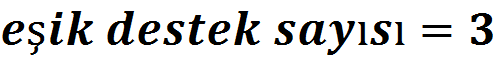 eşik destek sayısı = 3